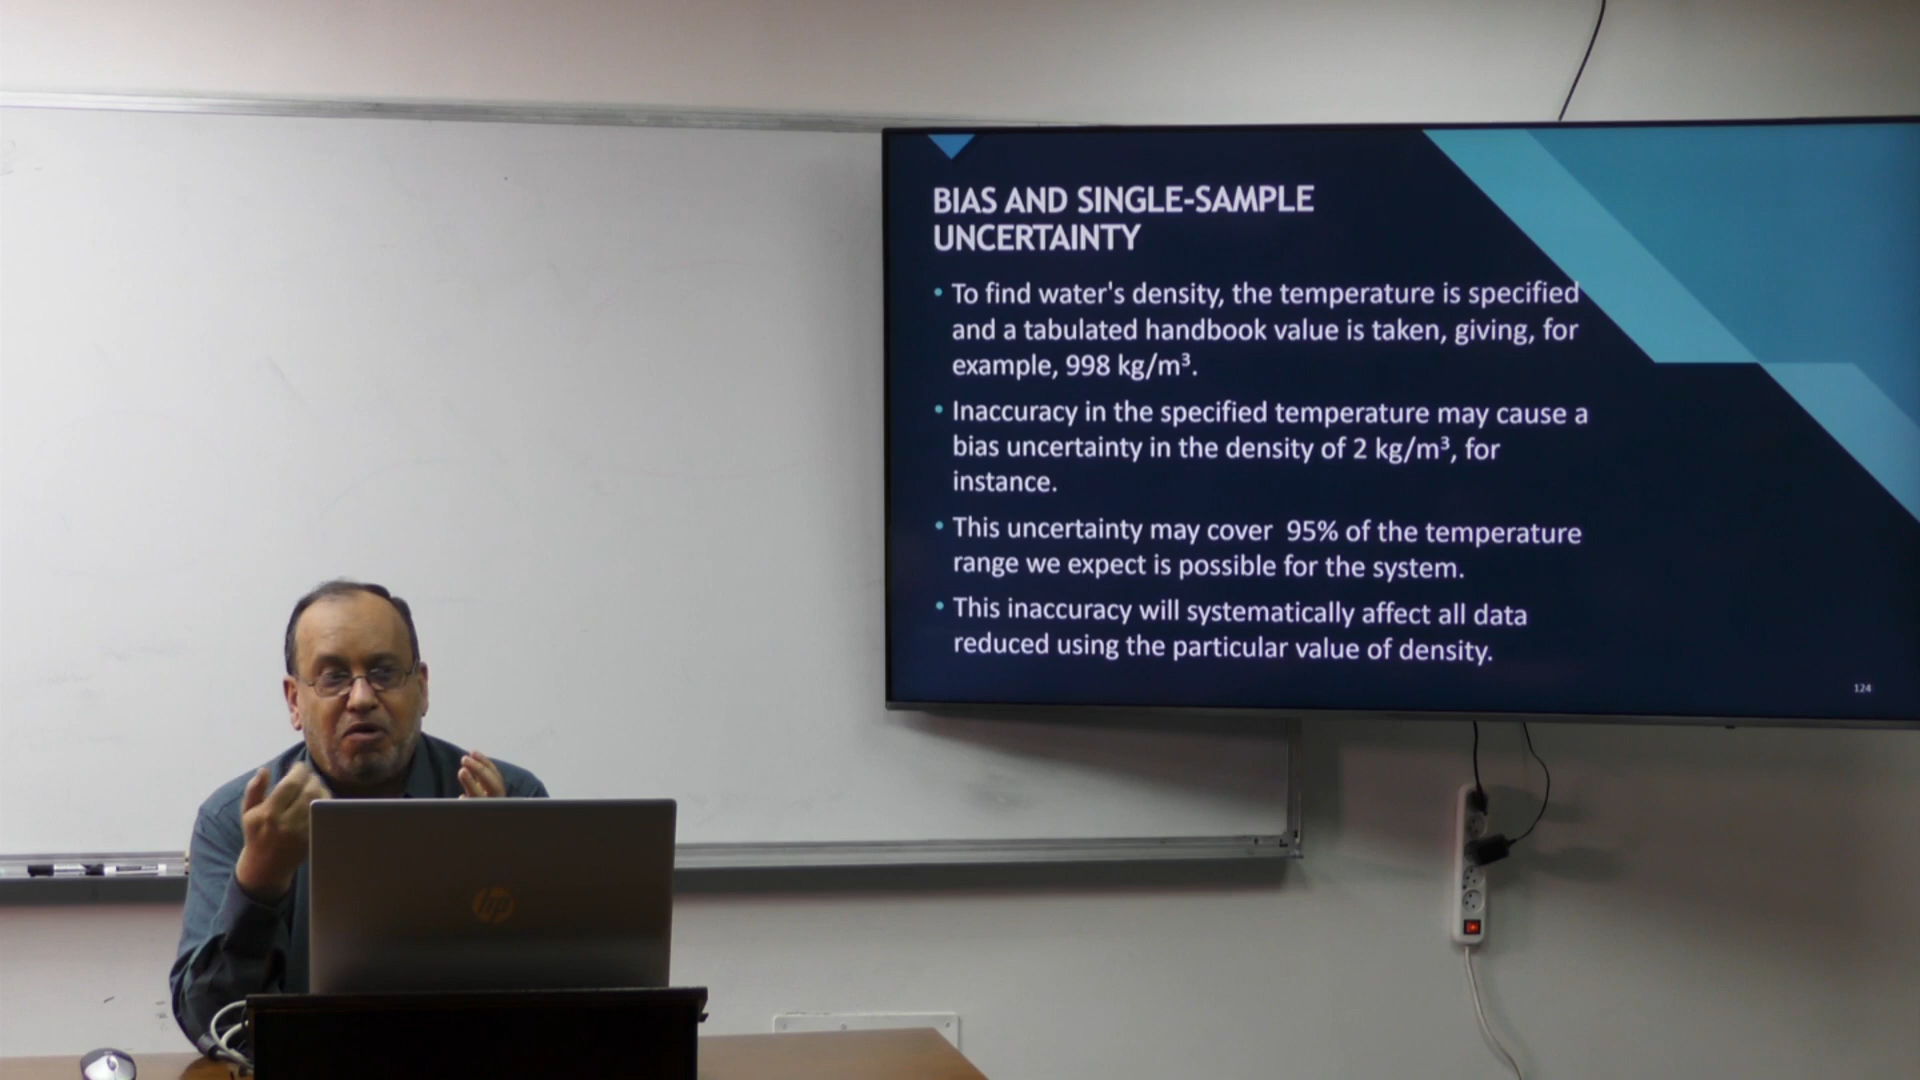 BIAS AND SINGLE-SAMPLE
UNCERTAINTY
• To find water's density, the temperature is specified
and a tabulated handbook value is taken, giving, for
example, 998 kg/m³.
• Inaccuracy in the specified temperature may cause a
bias uncertainty in the density of 2 kg/m³, for
instance.
• This uncertainty may cover 95% of the temperature
range we expect is possible for the system.
• This inaccuracy will systematically affect all data
reduced using the particular value of density.
124
hp